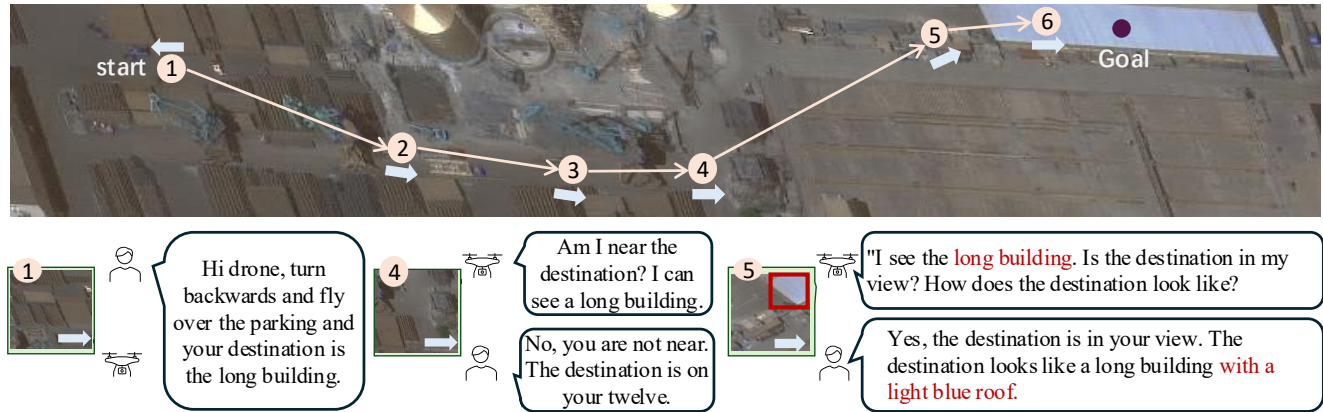 start
1
2
3
4
5
6
Goal
1
Hi drone, turn
backwards and fly
over the parking and
your destination is
the long building.
4
Am I near the
destination? I can
see a long building.
No, you are not near.
The destination is on
your twelve.
5
"I see the long building. Is the destination in my
view? How does the destination look like?
Yes, the destination is in your view. The
destination looks like a long building with a
light blue roof.